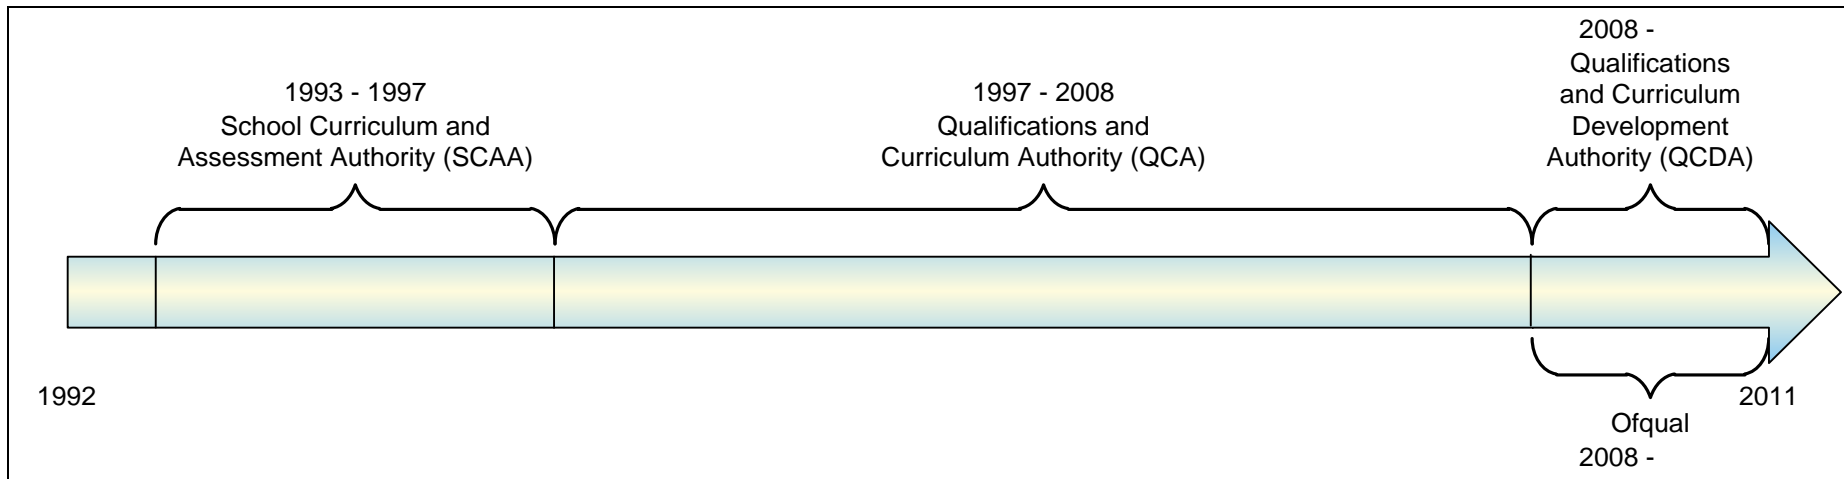 1993 - 1997
School Curriculum and
Assessment Authority (SCAA)
1997 - 2008
Qualifications and
Curriculum Authority (QCA)
2008 -
Qualifications
and Curriculum
Development
Authority (QCDA)
1992
2011
Ofqual
2008 -